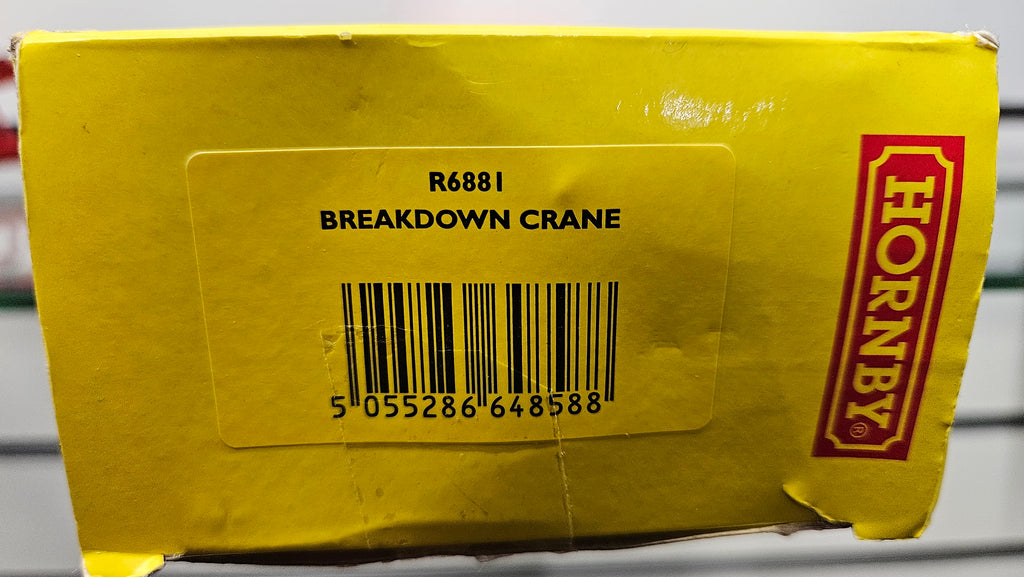 R6881
BREAKDOWN CRANE
5 055286 648588
HORNBY®